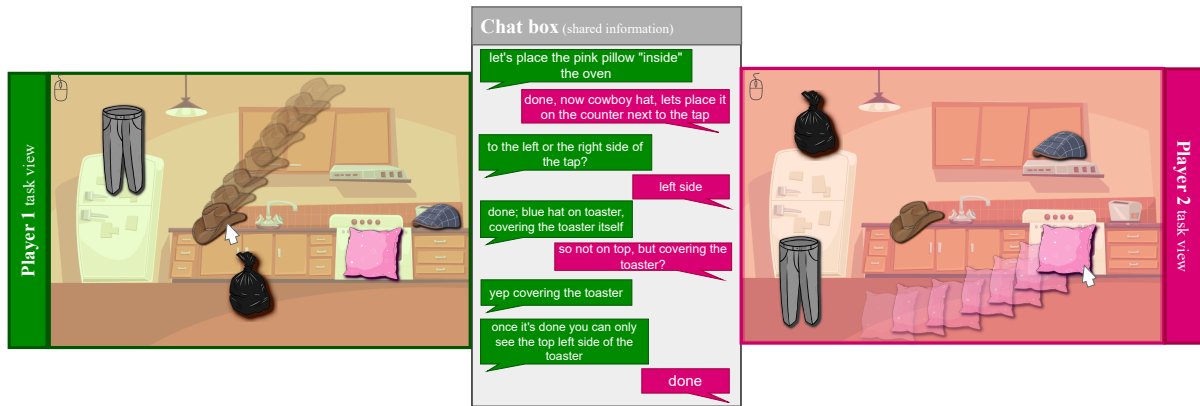 Player 1 task view
Chat box (shared information)
let's place the pink pillow "inside"
the oven
done, now cowboy hat, lets place it
on the counter next to the tap
to the left or the right side of
the tap?
left side
done; blue hat on toaster,
covering the toaster itself
so not on top, but covering the
toaster?
yep covering the toaster
once it's done you can only
see the top left side of the
toaster
done
Player 2 task view